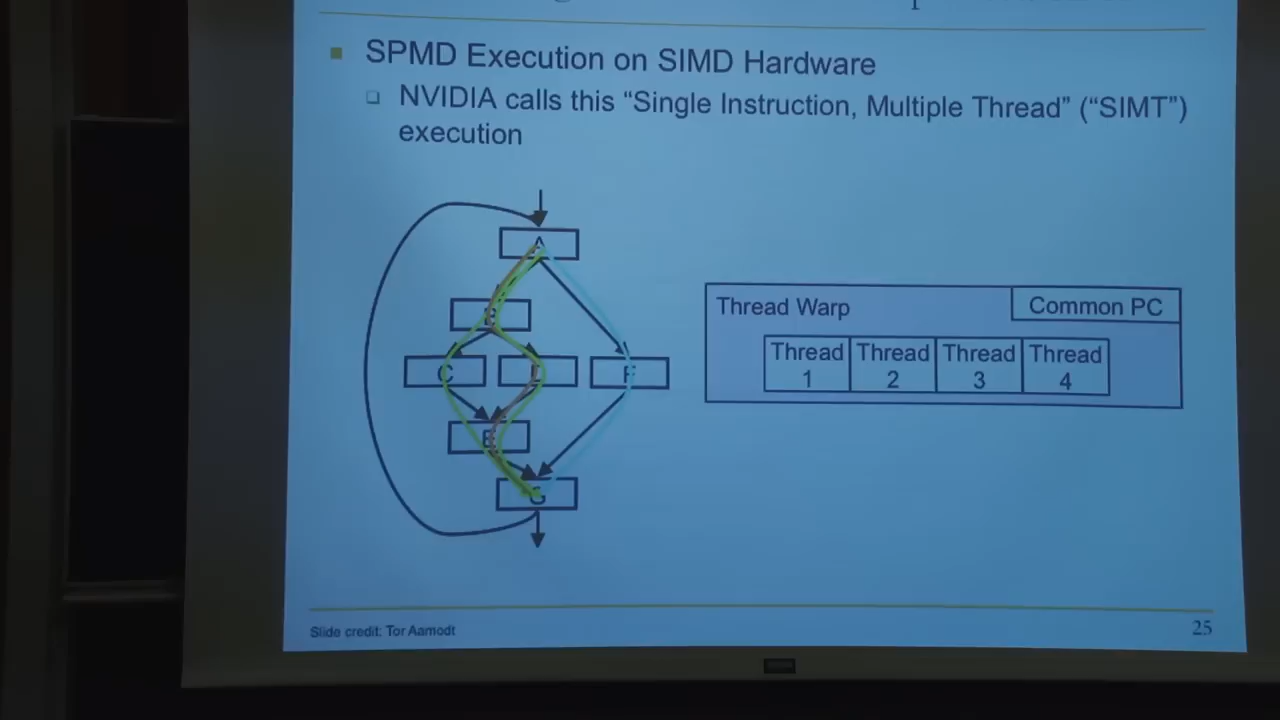 SPMD Execution on SIMD Hardware
NVIDIA calls this “Single Instruction, Multiple Thread” (“SIMT”)
execution
A
B
C
F
E
G
Thread Warp
Common PC
Thread 1
Thread 2
Thread 3
Thread 4
Slide credit: Tor Aamodt
25